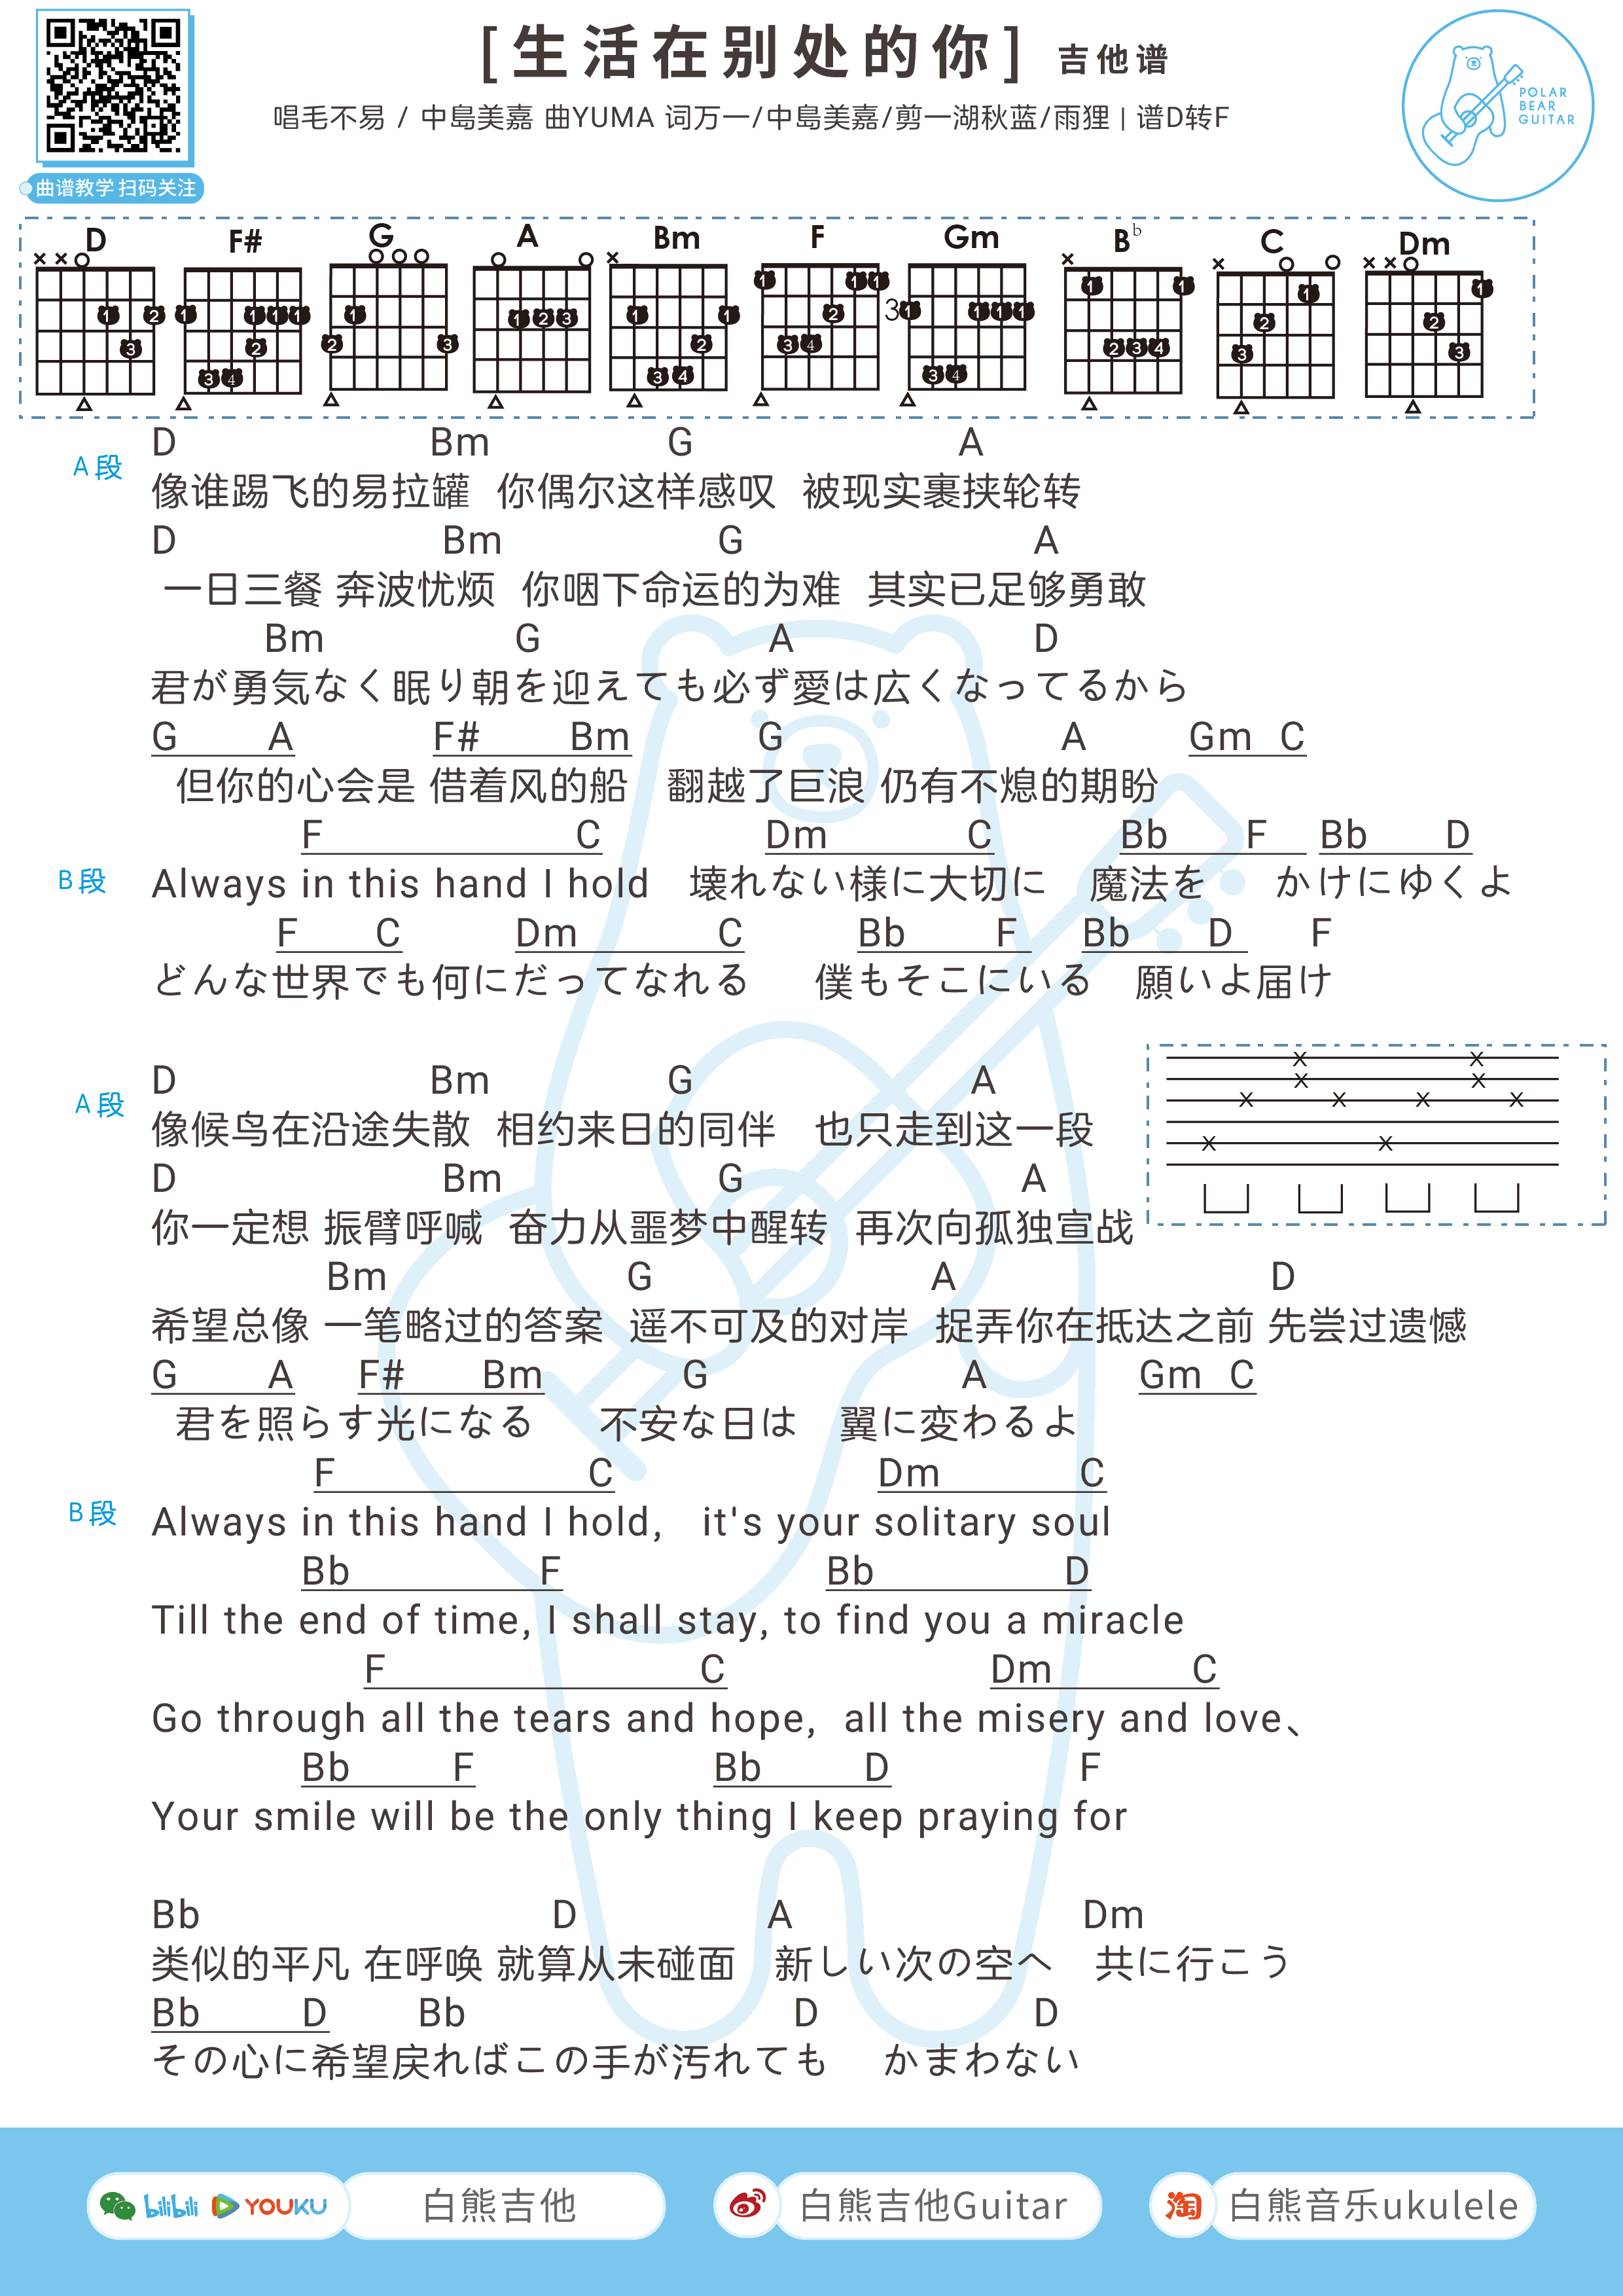 [生活在别处的你] 吉他谱
唱毛不易 / 中島美嘉 曲YUMA 词万一/中島美嘉/剪一湖秋蓝/雨狸 | 谱D转F
POLAR
BEAR
GUITAR
曲谱教学 扫码关注
D F# G A Bm F Gm B♭ C Dm
3
D Bm G A
A 段 像谁踢飞的易拉罐 你偶尔这样感叹 被现实裹挟轮转
D Bm G A
一日三餐 奔波忧烦 你咽下命运的为难 其实已足够勇敢
Bm G A D
君が勇気なく眠り朝を迎えても必ず愛は広くなってるから
G A F# Bm G A Gm C
但你的心会是 借着风的船 翻越了巨浪 仍有不熄的期盼
F C Dm C Bb F Bb D
B 段 Always in this hand I hold 壊れない様に大切に 魔法を かけにゆくよ
F C Dm C Bb F Bb D F
どんな世界でも何にだってなれる 僕もそこにいる 願いよ届け
D Bm G A
A 段 像候鸟在沿途失散 相约来日的同伴 也只走到这一段
D Bm G A
你一定想 振臂呼喊 奋力从噩梦中醒转 再次向孤独宣战
Bm G A D
希望总像 一笔略过的答案 遥不可及的对岸 捉弄你在抵达之前 先尝过遗憾
G A F# Bm G A Gm C
君を照らす光になる 不安な日は 翼に変わるよ
F C Dm C
B 段 Always in this hand I hold, it's your solitary soul
Bb F Bb D
Till the end of time, I shall stay, to find you a miracle
F C Dm C
Go through all the tears and hope, all the misery and love、
Bb F Bb D F
Your smile will be the only thing I keep praying for
Bb D A Dm
类似的平凡 在呼唤 就算从未碰面 新しい次の空へ 共に行こう
Bb D Bb D D
その心に希望戻ればこの手が汚れても かまわない
bilibili YOUKU 白熊吉他 白熊吉他Guitar 淘 白熊音乐ukulele